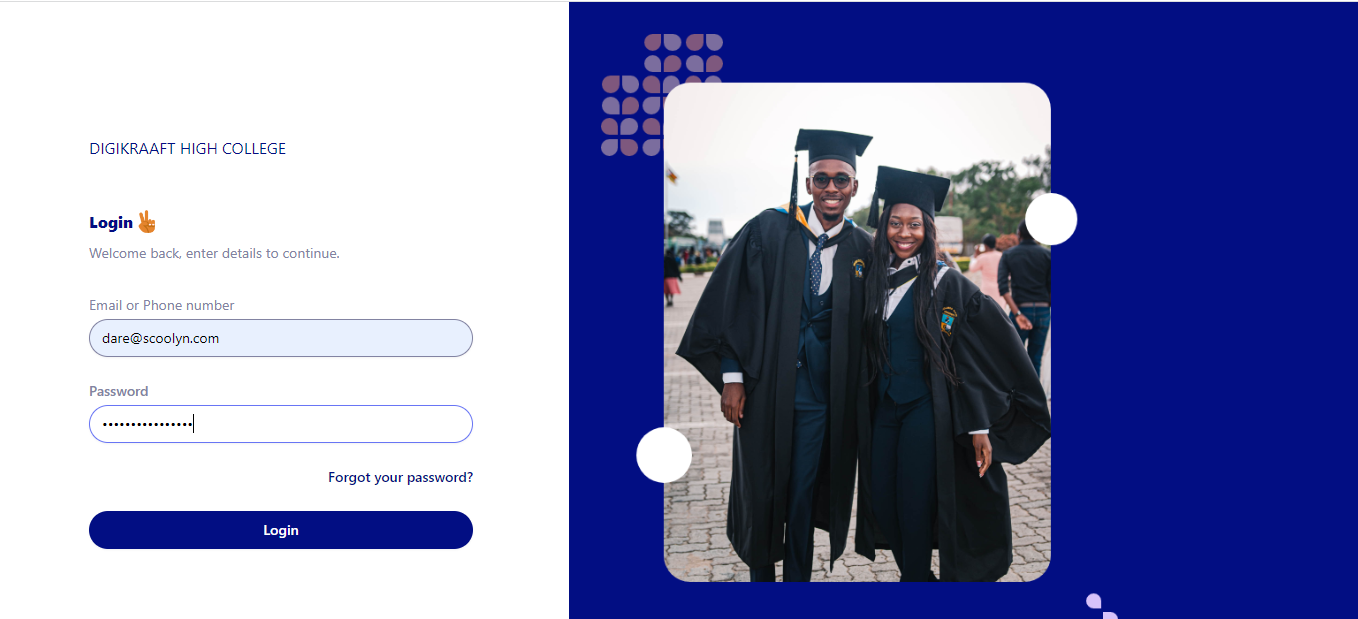 DIGIKRAAFT HIGH COLLEGE
Login
Welcome back, enter details to continue.
Email or Phone number
dare@scoolyn.com
Password
••••••••••••••••
Forgot your password?
Login